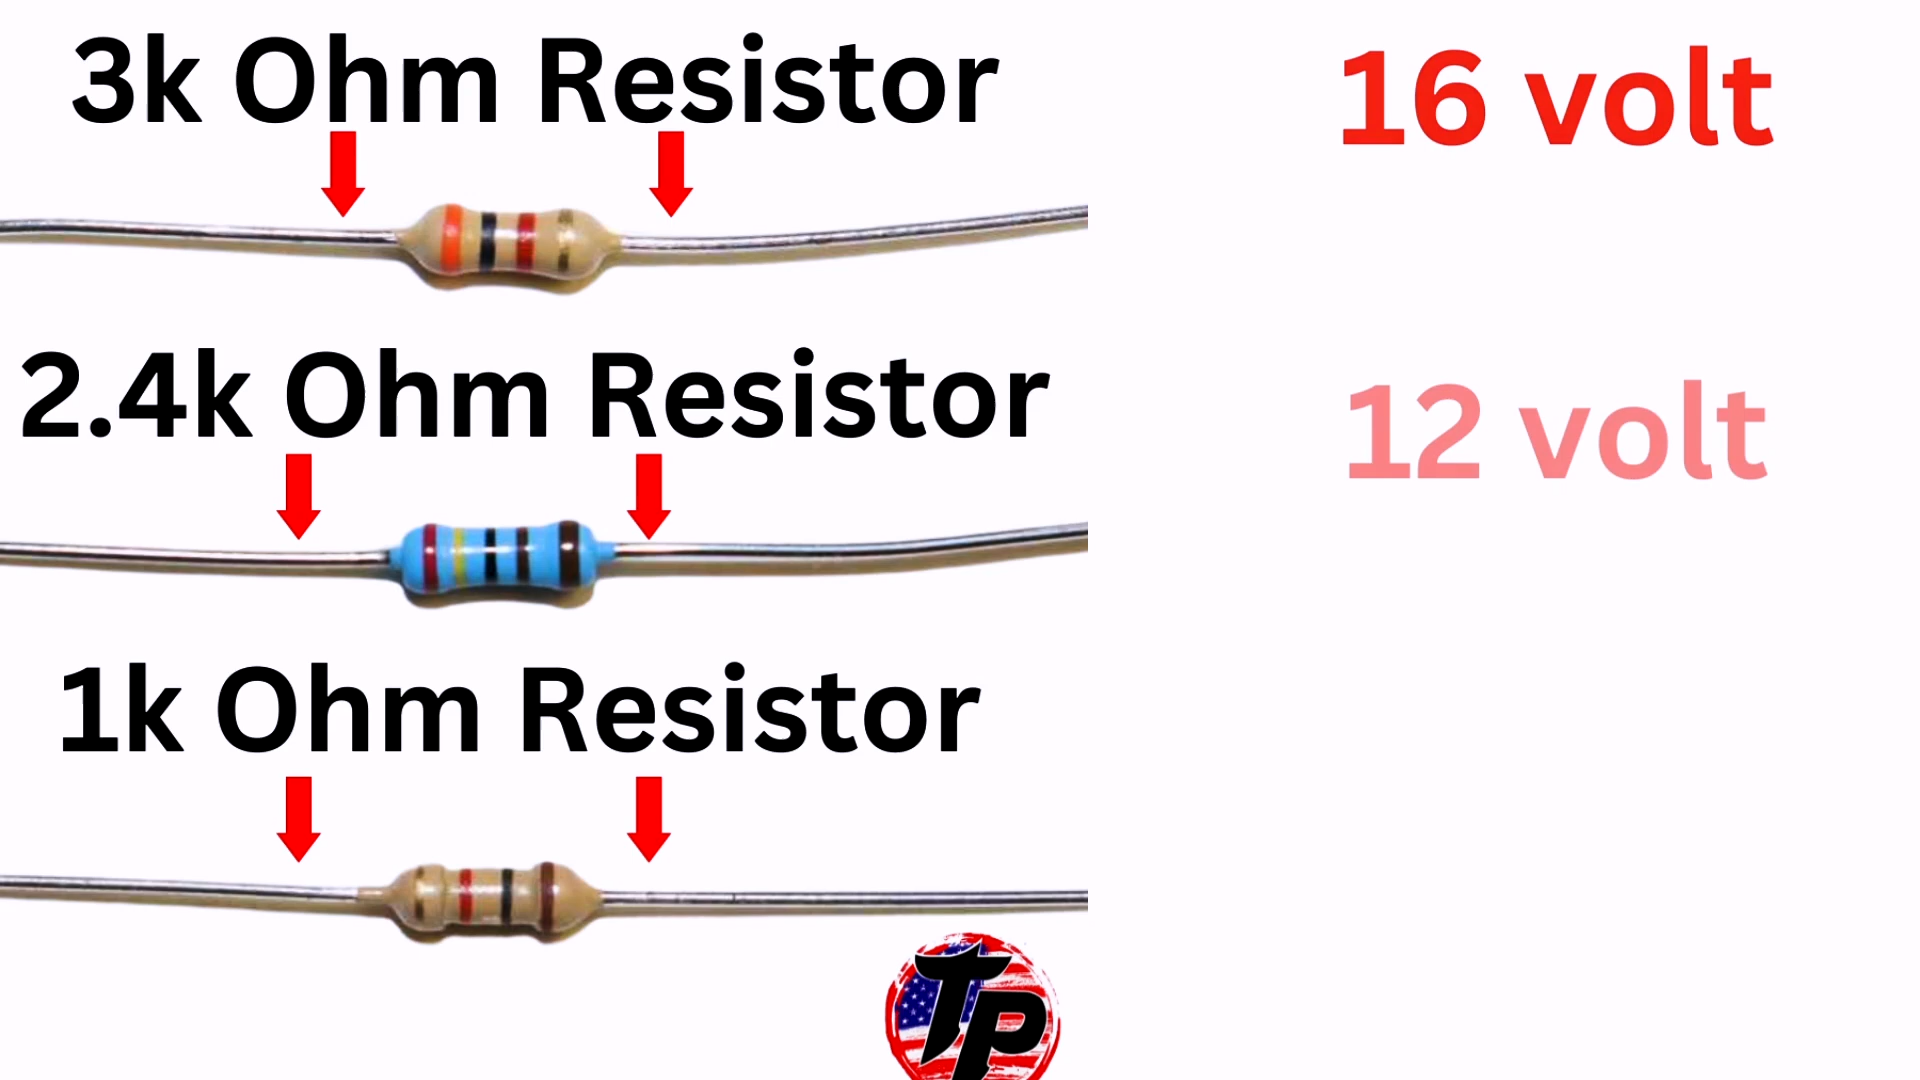 3k Ohm Resistor
16 volt
2.4k Ohm Resistor
12 volt
1k Ohm Resistor
TP